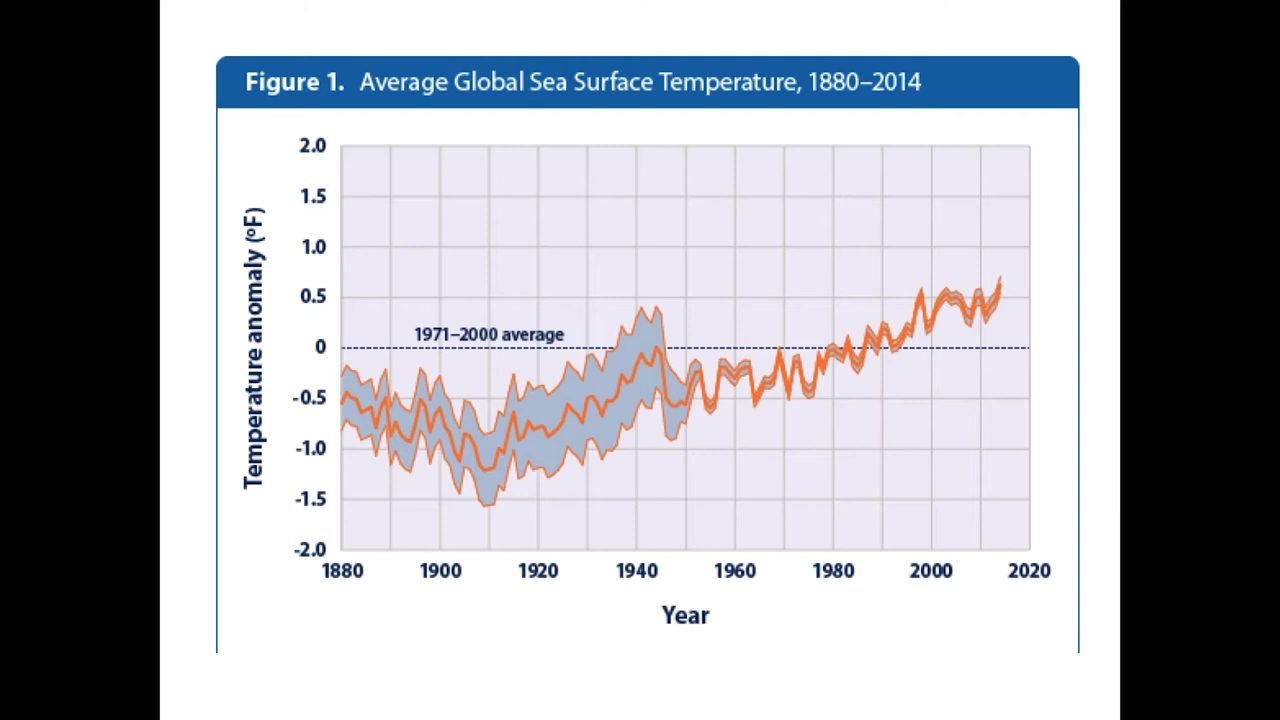 Figure 1. Average Global Sea Surface Temperature, 1880–2014
2.0
1.5
1.0
0.5
0
-0.5
-1.0
-1.5
-2.0
Temperature anomaly (ºF)
1971–2000 average
1880 1900 1920 1940 1960 1980 2000 2020
Year